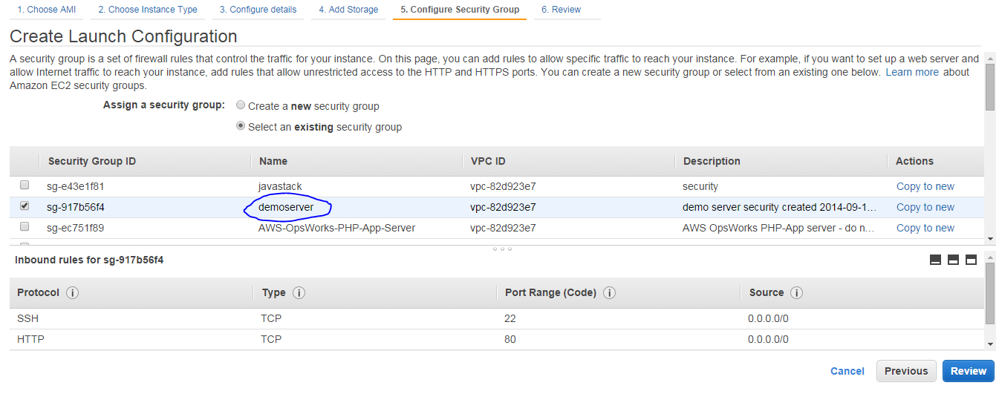 1. Choose AMI 2. Choose Instance Type 3. Configure details 4. Add Storage 5. Configure Security Group 6. Review
Create Launch Configuration
A security group is a set of firewall rules that control the traffic for your instance. On this page, you can add rules to allow specific traffic to reach your instance. For example, if you want to set up a web server and
allow Internet traffic to reach your instance, add rules that allow unrestricted access to the HTTP and HTTPS ports. You can create a new security group or select from an existing one below. Learn more about
Amazon EC2 security groups.
Assign a security group: Create a new security group
Select an existing security group
Security Group ID Name VPC ID Description Actions
sg-e43e1f81 javastack vpc-82d923e7 security Copy to new
sg-917b56f4 demoserver vpc-82d923e7 demo server security created 2014-09-1... Copy to new
sg-ec751f89 AWS-OpsWorks-PHP-App-Server vpc-82d923e7 AWS OpsWorks PHP-App server - do n... Copy to new
Inbound rules for sg-917b56f4
Protocol i Type i Port Range (Code) i Source i
SSH TCP 22 0.0.0.0/0
HTTP TCP 80 0.0.0.0/0
Cancel Previous Review